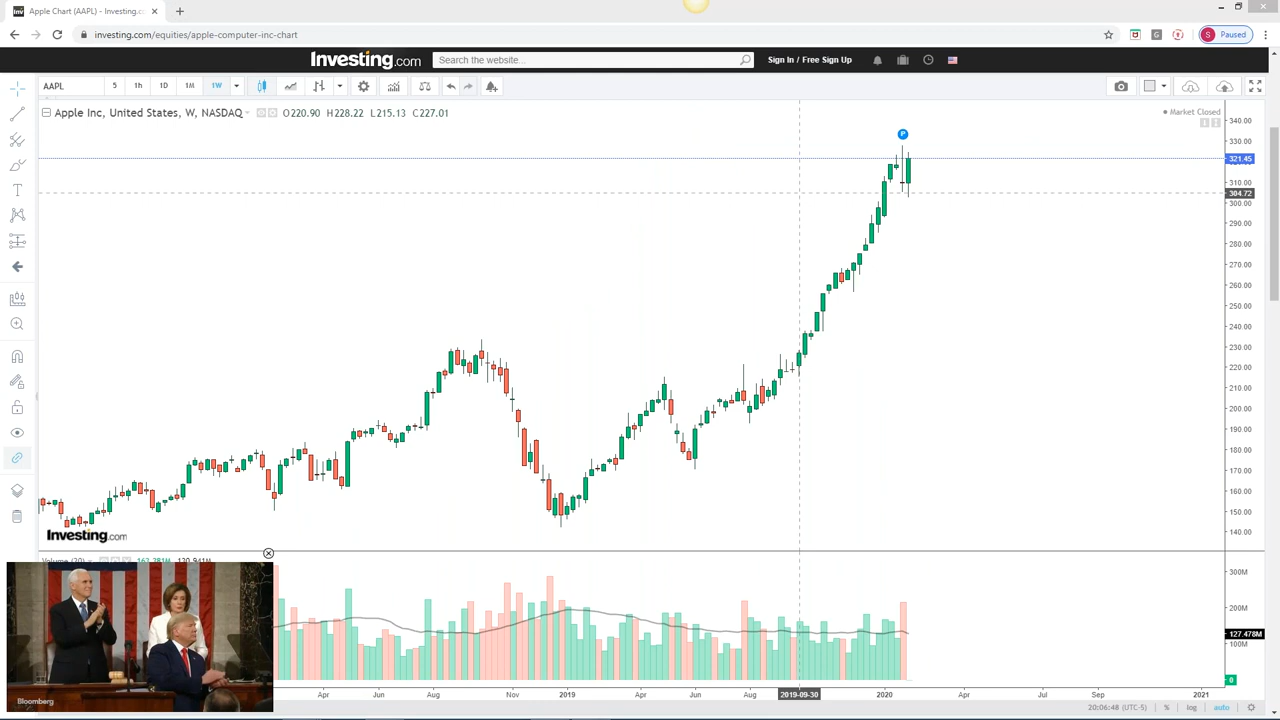 Inv Apple Chart (AAPL) - Investing.co
investing.com/equities/apple-computer-inc-chart
S Paused
Investing.com
Search the website...
Sign In / Free Sign Up
AAPL 5 1h 1D 1M 1W
Apple Inc, United States, W, NASDAQ O220.90 H228.22 L215.13 C227.01
Market Closed
P
340.00
330.00
321.45
310.00
304.72
300.00
290.00
280.00
270.00
260.00
250.00
240.00
230.00
220.00
210.00
200.00
190.00
180.00
170.00
160.00
150.00
140.00
Investing.com
300M
200M
127.478M
100M
0
Bloomberg
Apr Jun Aug Nov 2019 Apr Jun Aug 2019-09-30 2020 Apr Jul Sep 2021
20:06:48 (UTC-5) % log auto